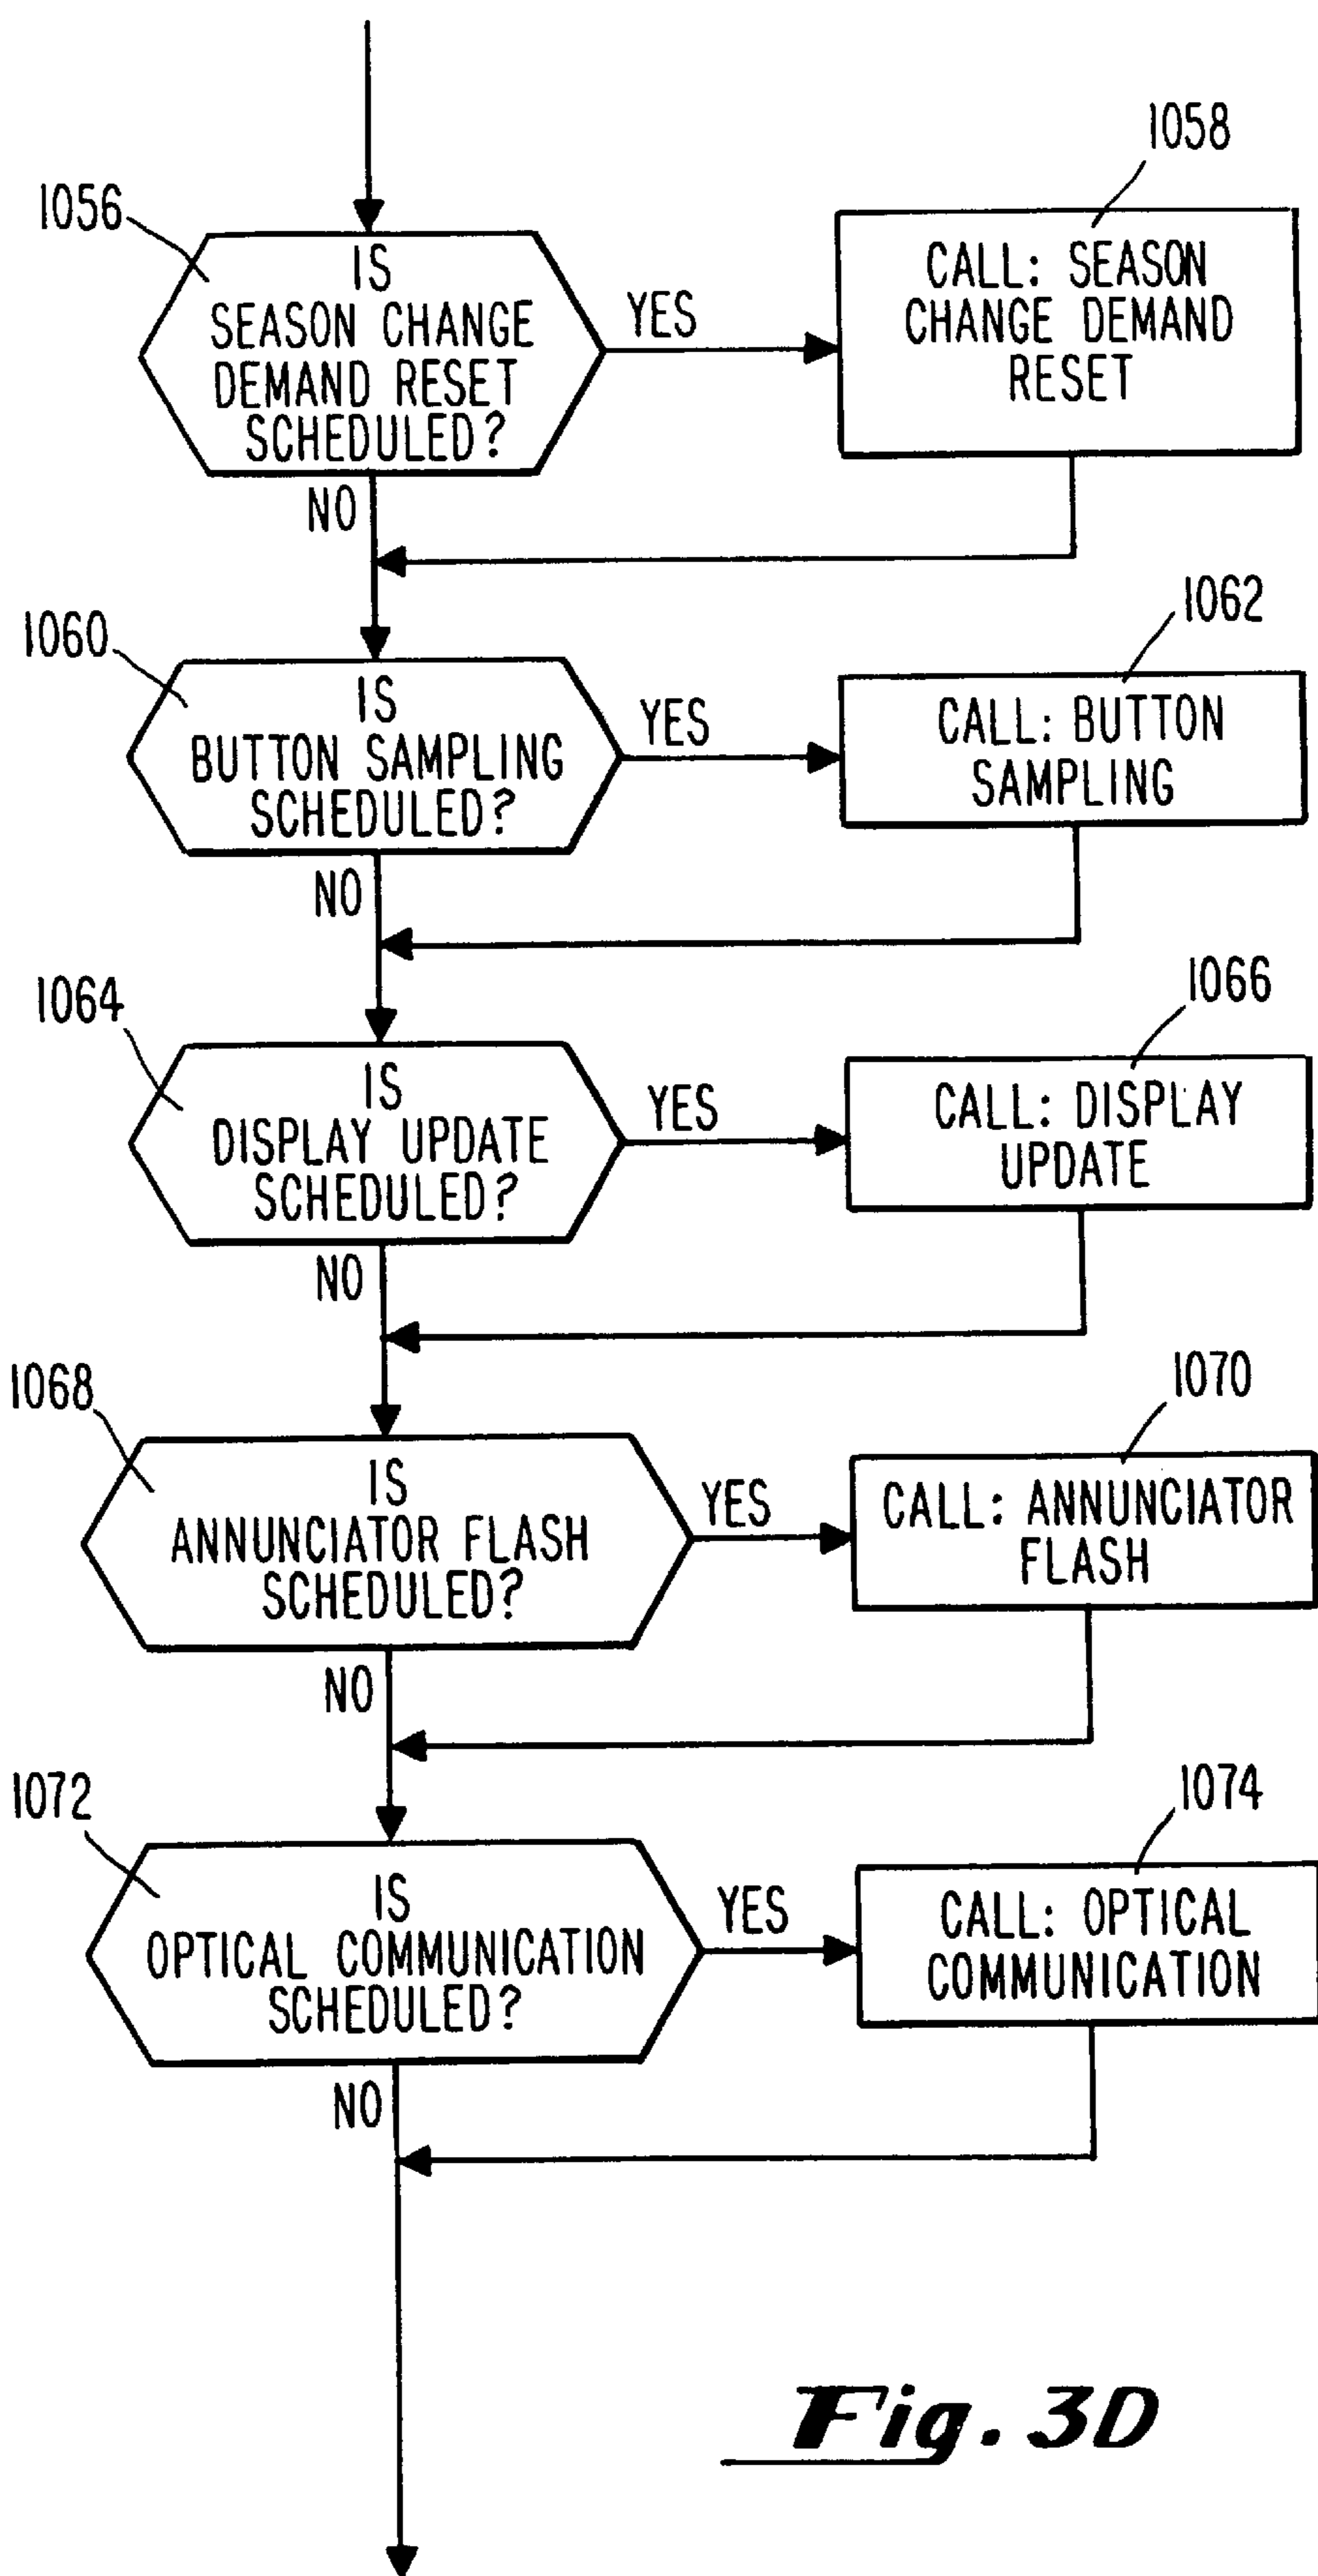 1058
1056
IS
SEASON CHANGE
DEMAND RESET
SCHEDULED?
YES
CALL: SEASON
CHANGE DEMAND
RESET
NO
1062
1060
IS
BUTTON SAMPLING
SCHEDULED?
YES
CALL: BUTTON
SAMPLING
NO
1066
1064
IS
DISPLAY UPDATE
SCHEDULED?
YES
CALL: DISPLAY
UPDATE
NO
1070
1068
IS
ANNUNCIATOR FLASH
SCHEDULED?
YES
CALL: ANNUNCIATOR
FLASH
NO
1074
1072
IS
OPTICAL COMMUNICATION
SCHEDULED?
YES
CALL: OPTICAL
COMMUNICATION
NO
Fig. 3D